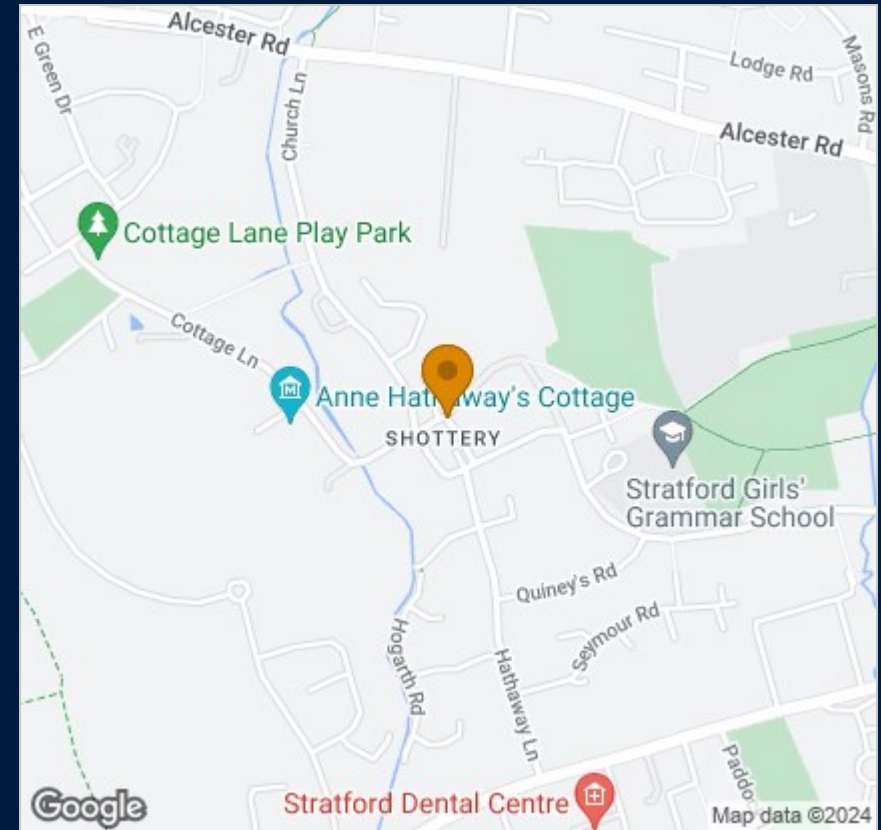 Alcester Rd
E Green Dr
Church Ln
Lodge Rd
Masons Rd
Alcester Rd
Cottage Lane Play Park
Cottage Ln
Anne Hathaway's Cottage
SHOTTERY
Stratford Girls'
Grammar School
Quiney's Rd
Seymour Rd
Hogarth Rd
Hathaway Ln
Paddo
Stratford Dental Centre
Google
Map data ©2024